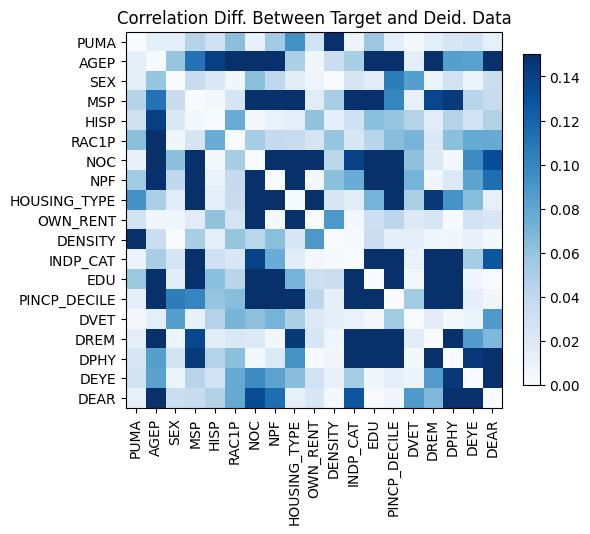 Correlation Diff. Between Target and Deid. Data
PUMA
AGEP
SEX
MSP
HISP
RAC1P
NOC
NPF
HOUSING_TYPE
OWN_RENT
DENSITY
INDP_CAT
EDU
PINCP_DECILE
DVET
DREM
DPHY
DEYE
DEAR
0.14
0.12
0.10
0.08
0.06
0.04
0.02
0.00
PUMA
AGEP
SEX
MSP
HISP
RAC1P
NOC
NPF
HOUSING_TYPE
OWN_RENT
DENSITY
INDP_CAT
EDU
PINCP_DECILE
DVET
DREM
DPHY
DEYE
DEAR